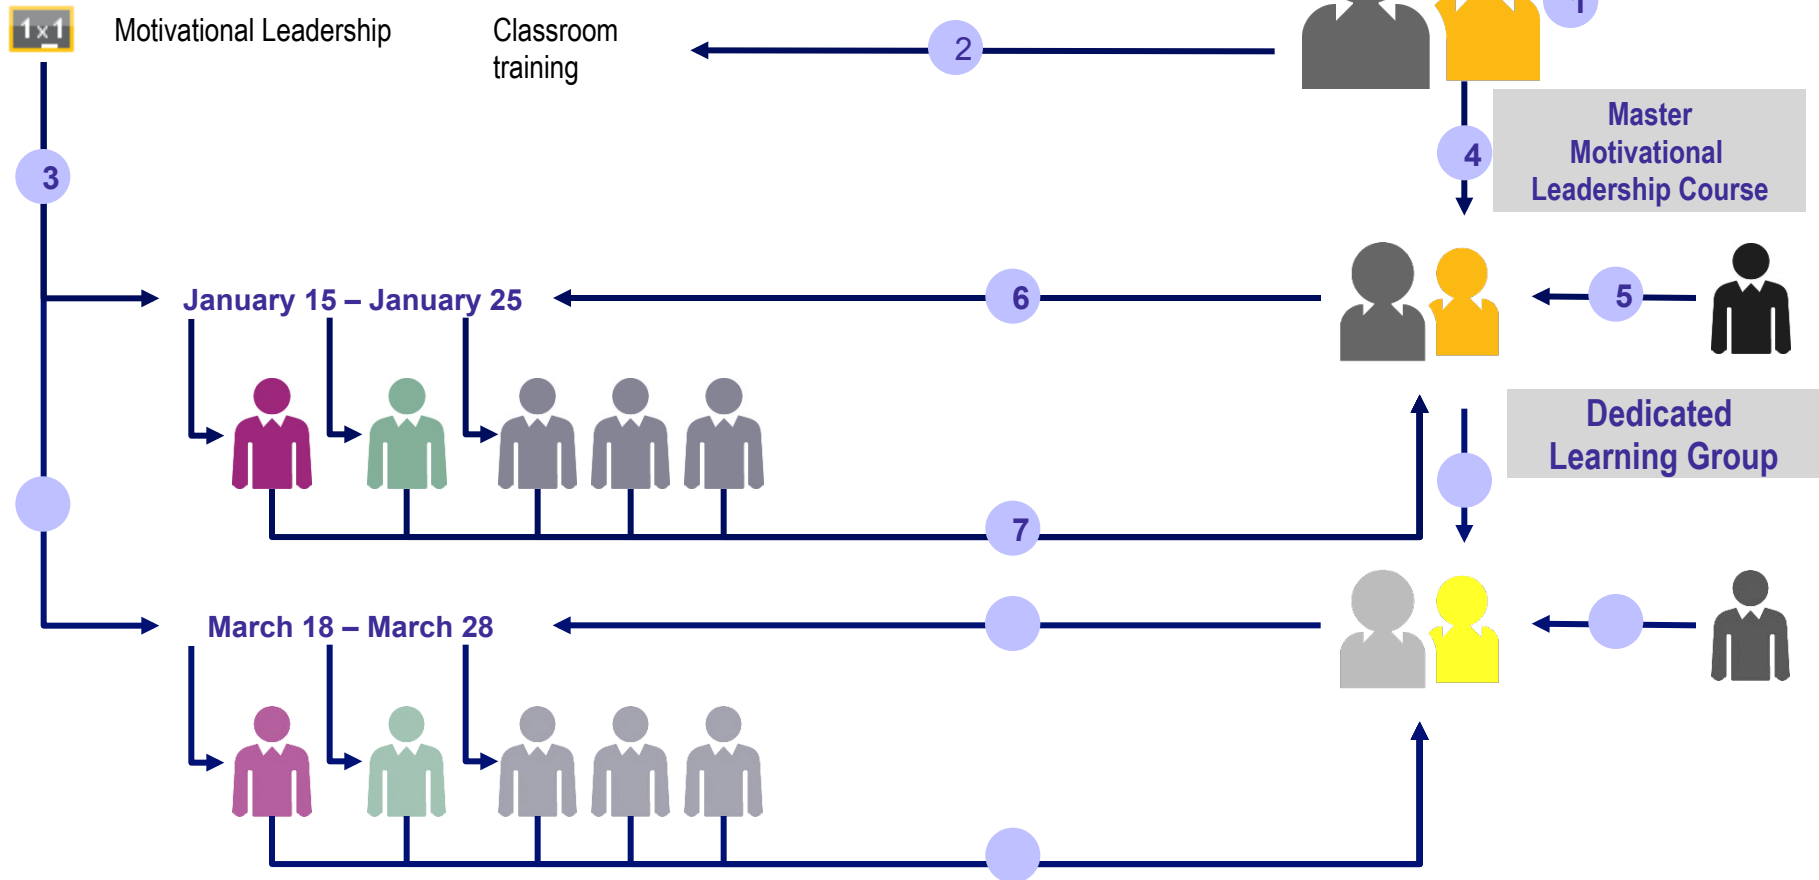 1x1
Motivational Leadership
Classroom
training
2
1
Master
Motivational
Leadership Course
4
3
January 15 – January 25
6
5
Dedicated
Learning Group
7
March 18 – March 28